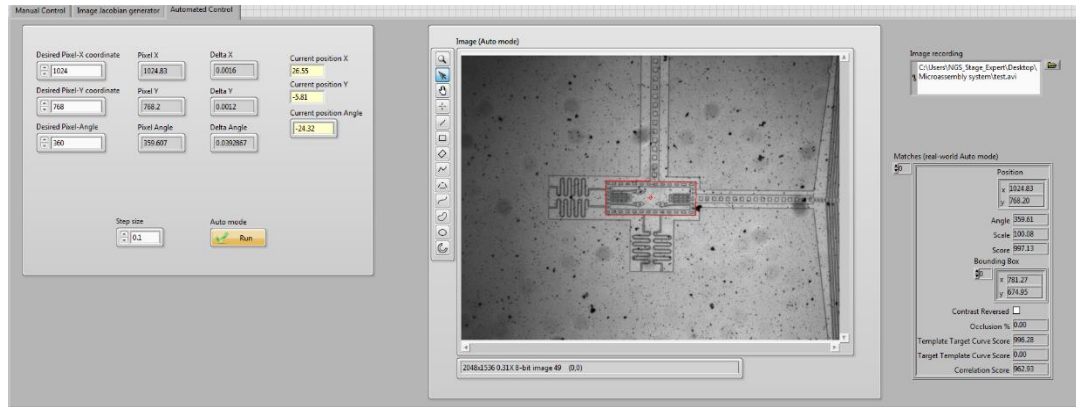 Manual Control Image Jacobian generator Automated Control
Desired Pixel-X coordinate Pixel X Delta X
1024 1024.83 0.0016
Desired Pixel-Y coordinate Pixel Y Delta Y
768 768.2 0.0012
Desired Pixel-Angle Pixel Angle Delta Angle
360 359.607 0.0392867
Current position X
26.55
Current position Y
-5.81
Current position Angle
-24.32
Step size Auto mode
0.1 Run
Image (Auto mode)
2048x1536 0.31X 8-bit image 49 (0,0)
Image recording
C:\Users\NGS_Stage_Expert\Desktop\
Microassembly system\test.avi
Matches (real-world Auto mode)
0
Position
x 1024.83
y 768.20
Angle 359.61
Scale 100.08
Score 997.13
Bounding Box
0
x 781.27
y 674.95
Contrast Reversed
Occlusion % 0.00
Template Target Curve Score 996.28
Target Template Curve Score 0.00
Correlation Score 962.93